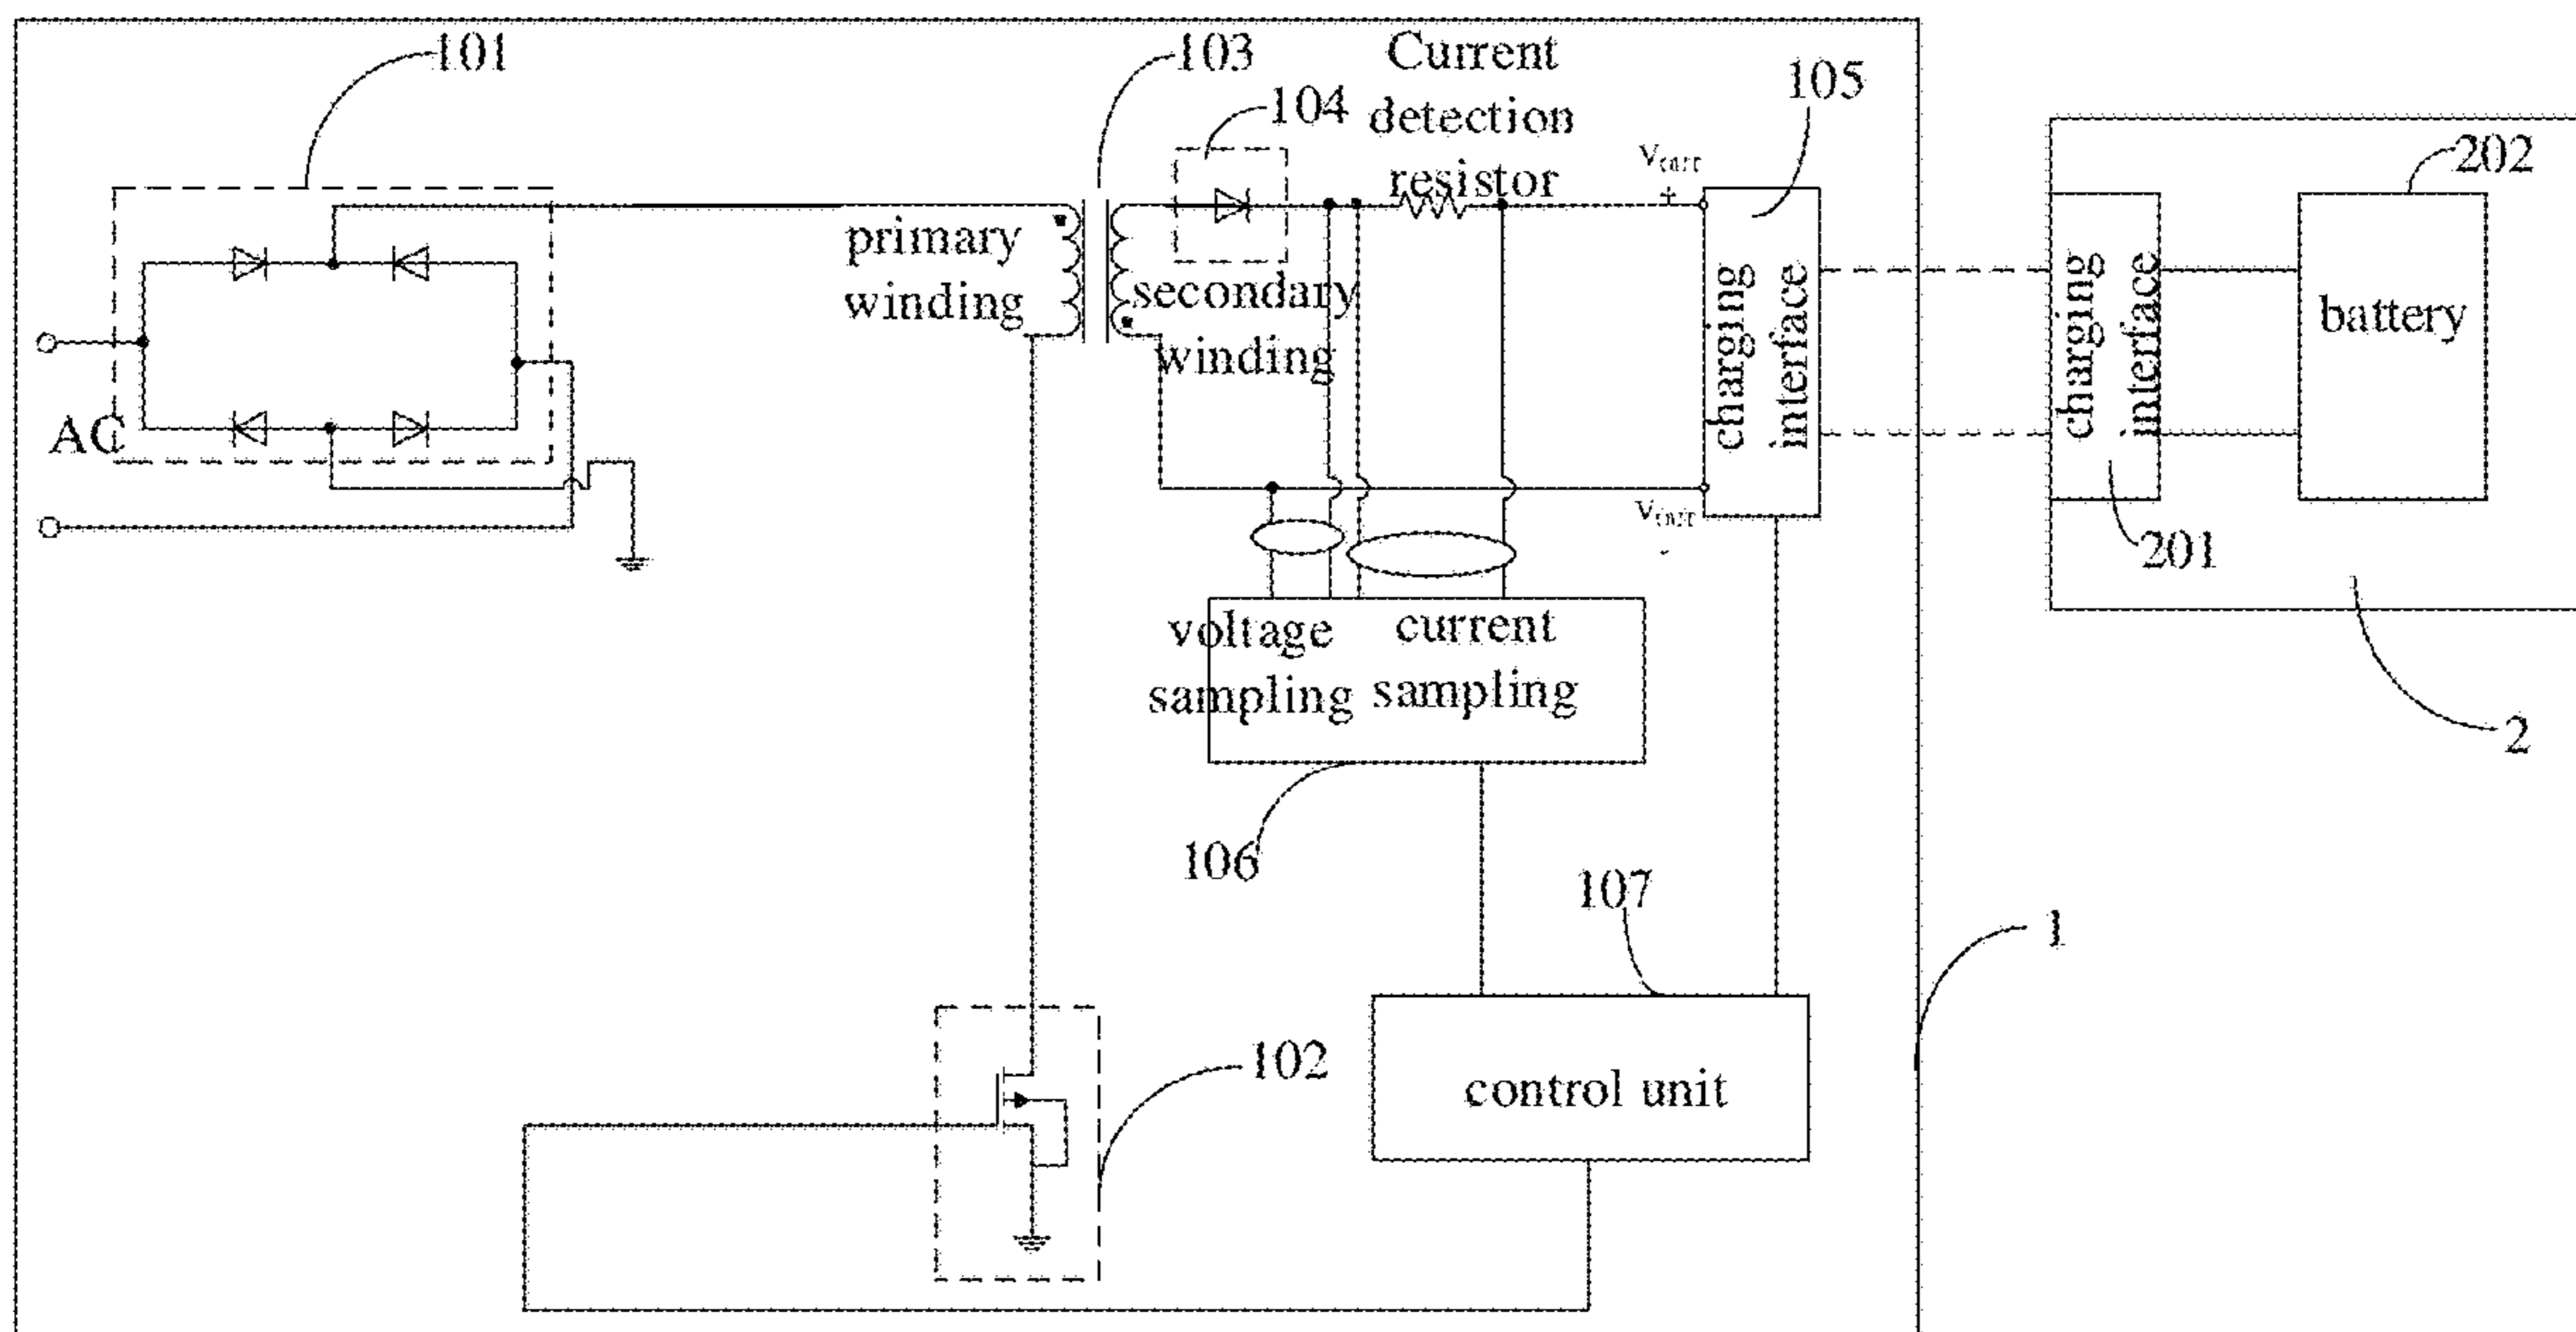 101
103
Current
detection
resistor
104
105
Vout
+
202
primary
winding
secondary
winding
charging
interface
charging
interface
battery
AC
Vout
-
201
voltage
sampling
current
sampling
2
106
107
1
102
control unit